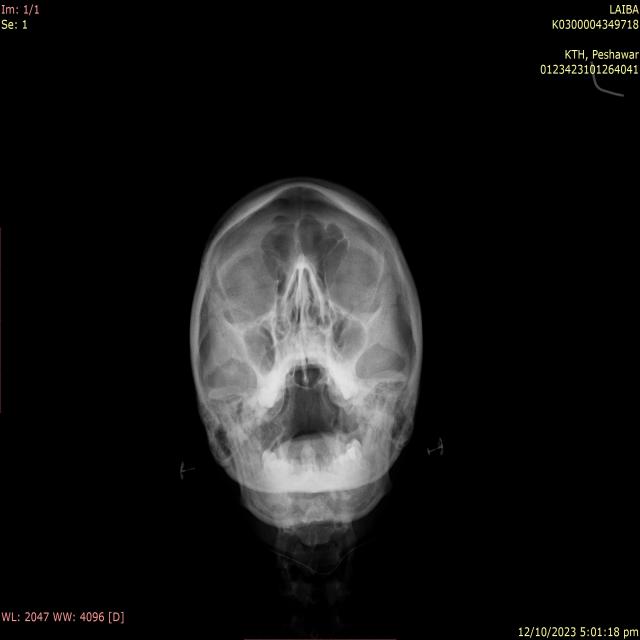 Im: 1/1
Se: 1
LAIBA
K0300004349718
KTH, Peshawar
0123423101264041
WL: 2047 WW: 4096 [D]
12/10/2023 5:01:18 pm